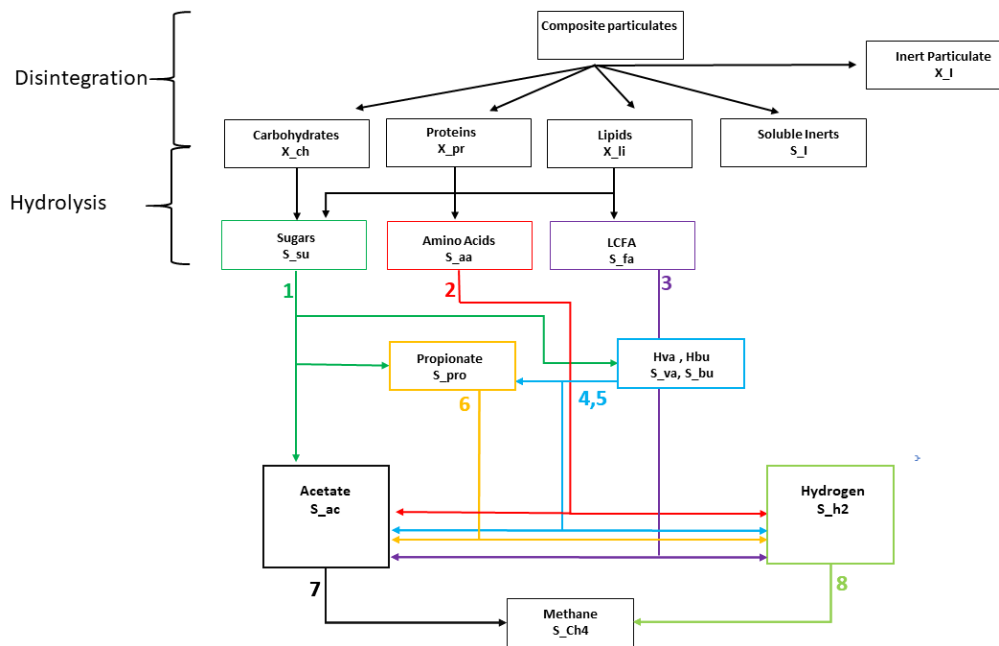 Composite particulates
Inert Particulate
X_I
Disintegration
Carbohydrates
X_ch
Proteins
X_pr
Lipids
X_li
Soluble Inerts
S_I
Hydrolysis
Sugars
S_su
Amino Acids
S_aa
LCFA
S_fa
1
2
3
Propionate
S_pro
Hva , Hbu
S_va, S_bu
4,5
6
Acetate
S_ac
Hydrogen
S_h2
7
8
Methane
S_Ch4